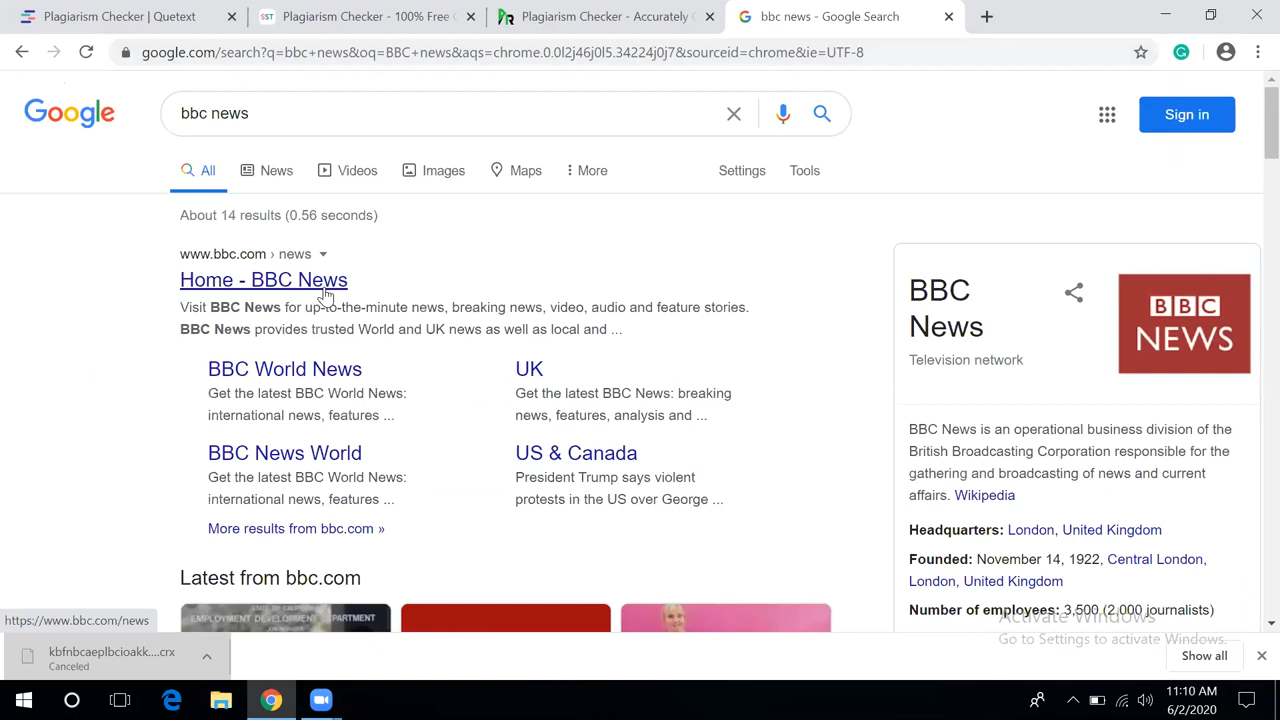 Plagiarism Checker | Quetext
Plagiarism Checker - 100% Free O
Plagiarism Checker - Accurately C
bbc news - Google Search
google.com/search?q=bbc+news&oq=BBC+news&aqs=chrome.0.0l2j46j0l5.34224j0j7&sourceid=chrome&ie=UTF-8
Google
bbc news
Sign in
All
News
Videos
Images
Maps
More
Settings
Tools
About 14 results (0.56 seconds)
www.bbc.com › news
Home - BBC News
Visit BBC News for up-to-the-minute news, breaking news, video, audio and feature stories.
BBC News provides trusted World and UK news as well as local and ...
BBC World News
Get the latest BBC World News:
international news, features ...
UK
Get the latest BBC News: breaking
news, features, analysis and ...
BBC News World
Get the latest BBC World News:
international news, features ...
US & Canada
President Trump says violent
protests in the US over George ...
More results from bbc.com »
Latest from bbc.com
STATE OF CALIFORNIA
EMPLOYMENT DEVELOPMENT DEPARTMENT
BBC
News
Television network
BBC
NEWS
BBC News is an operational business division of the
British Broadcasting Corporation responsible for the
gathering and broadcasting of news and current
affairs. Wikipedia
Headquarters: London, United Kingdom
Founded: November 14, 1922, Central London,
London, United Kingdom
Number of employees: 3,500 (2,000 journalists)
Activate Windows
Go to Settings to activate Windows.
https://www.bbc.com/news
kbfnbcaeplbcioakk....crx
Canceled
Show all
11:10 AM
6/2/2020